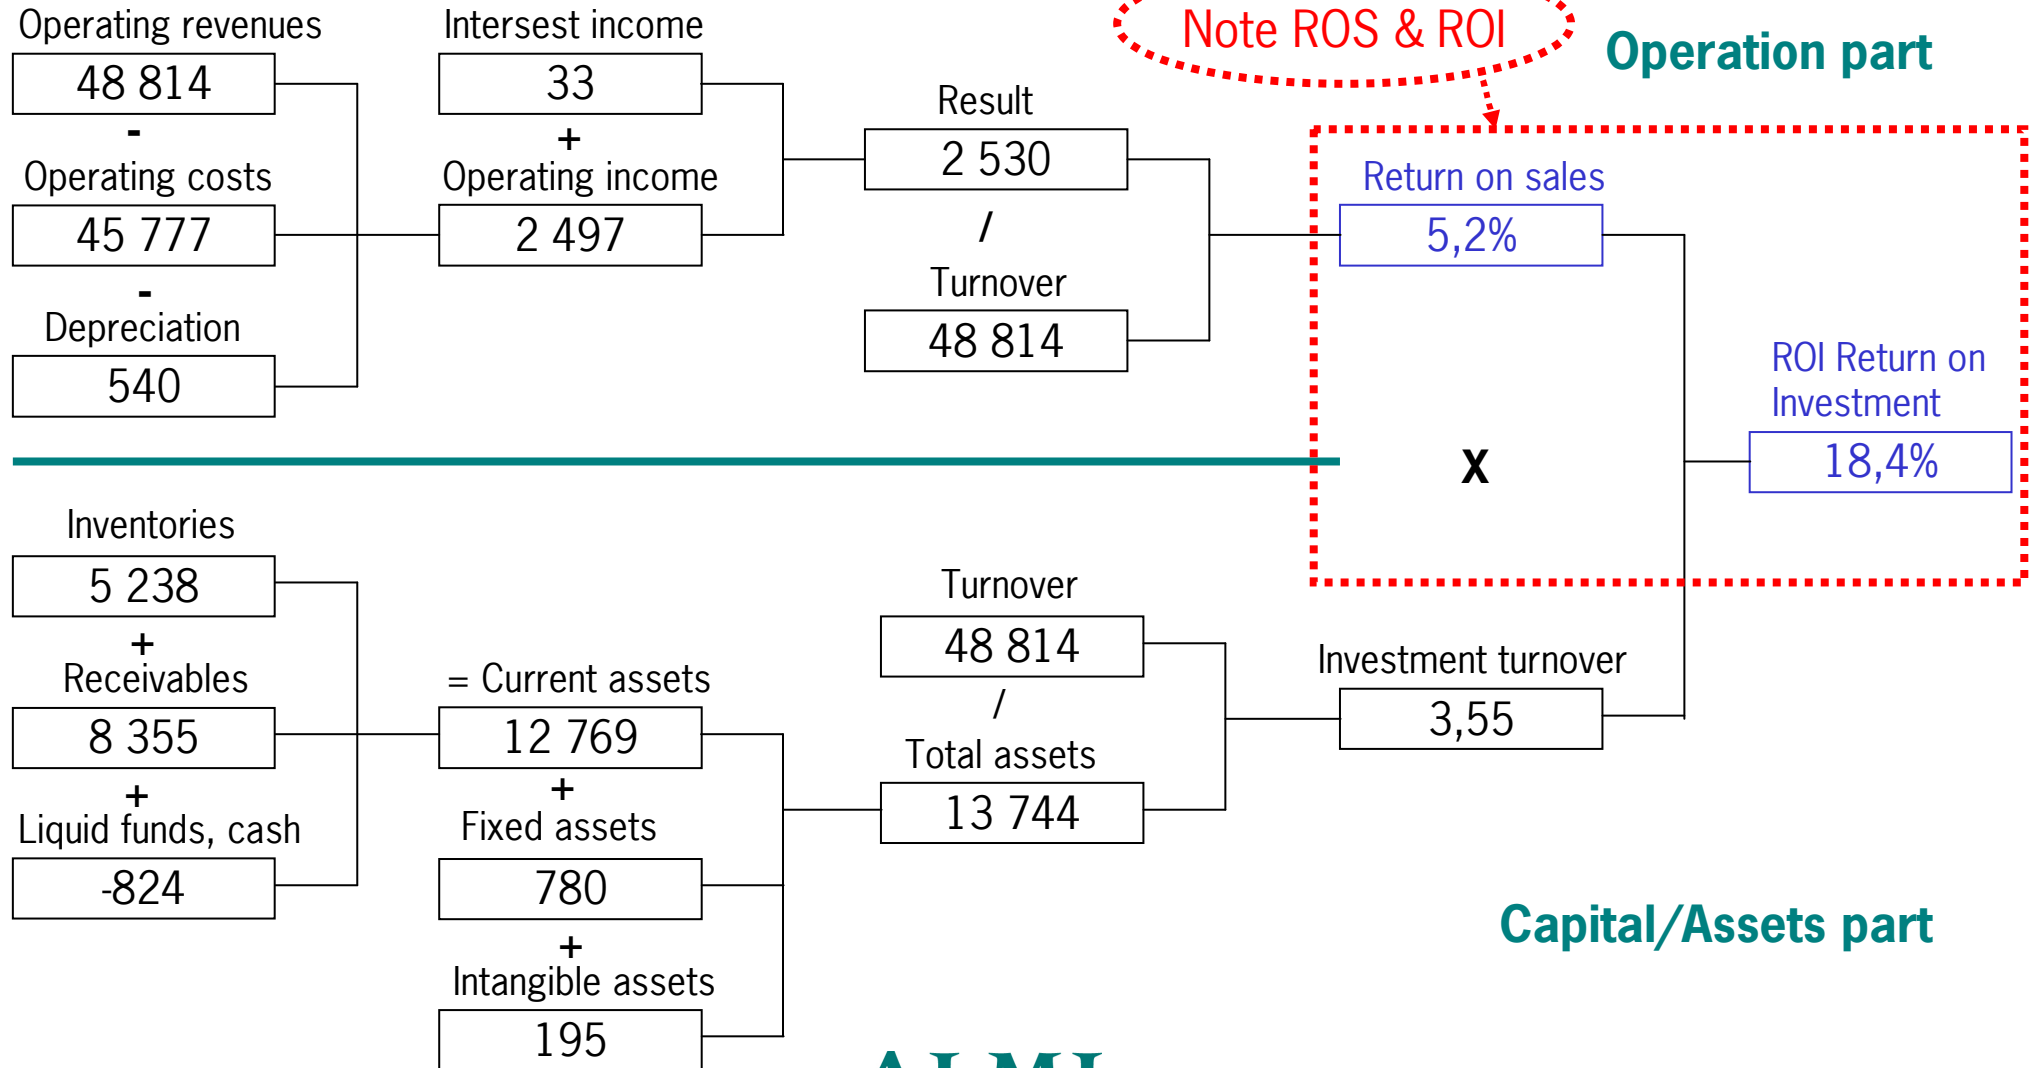 Note ROS & ROI
Operation part
Operating revenues
48 814
-
Operating costs
45 777
-
Depreciation
540
Intersest income
33
+
Operating income
2 497
Result
2 530
/
Turnover
48 814
Return on sales
5,2%
X
ROI Return on
Investment
18,4%
Inventories
5 238
+
Receivables
8 355
+
Liquid funds, cash
-824
= Current assets
12 769
+
Fixed assets
780
+
Intangible assets
195
Turnover
48 814
/
Total assets
13 744
Investment turnover
3,55
Capital/Assets part
ALMI